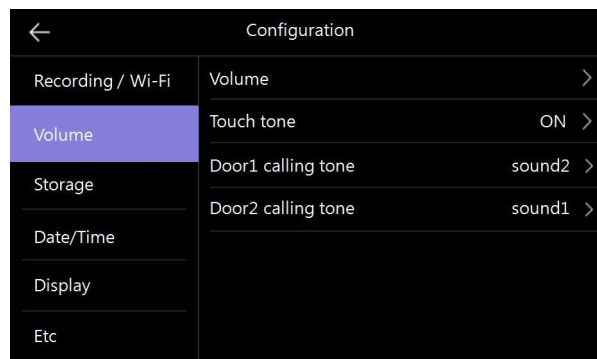 Configuration
Recording / Wi-Fi
Volume
Storage
Date/Time
Display
Etc
Volume
Touch tone ON
Door1 calling tone sound2
Door2 calling tone sound1